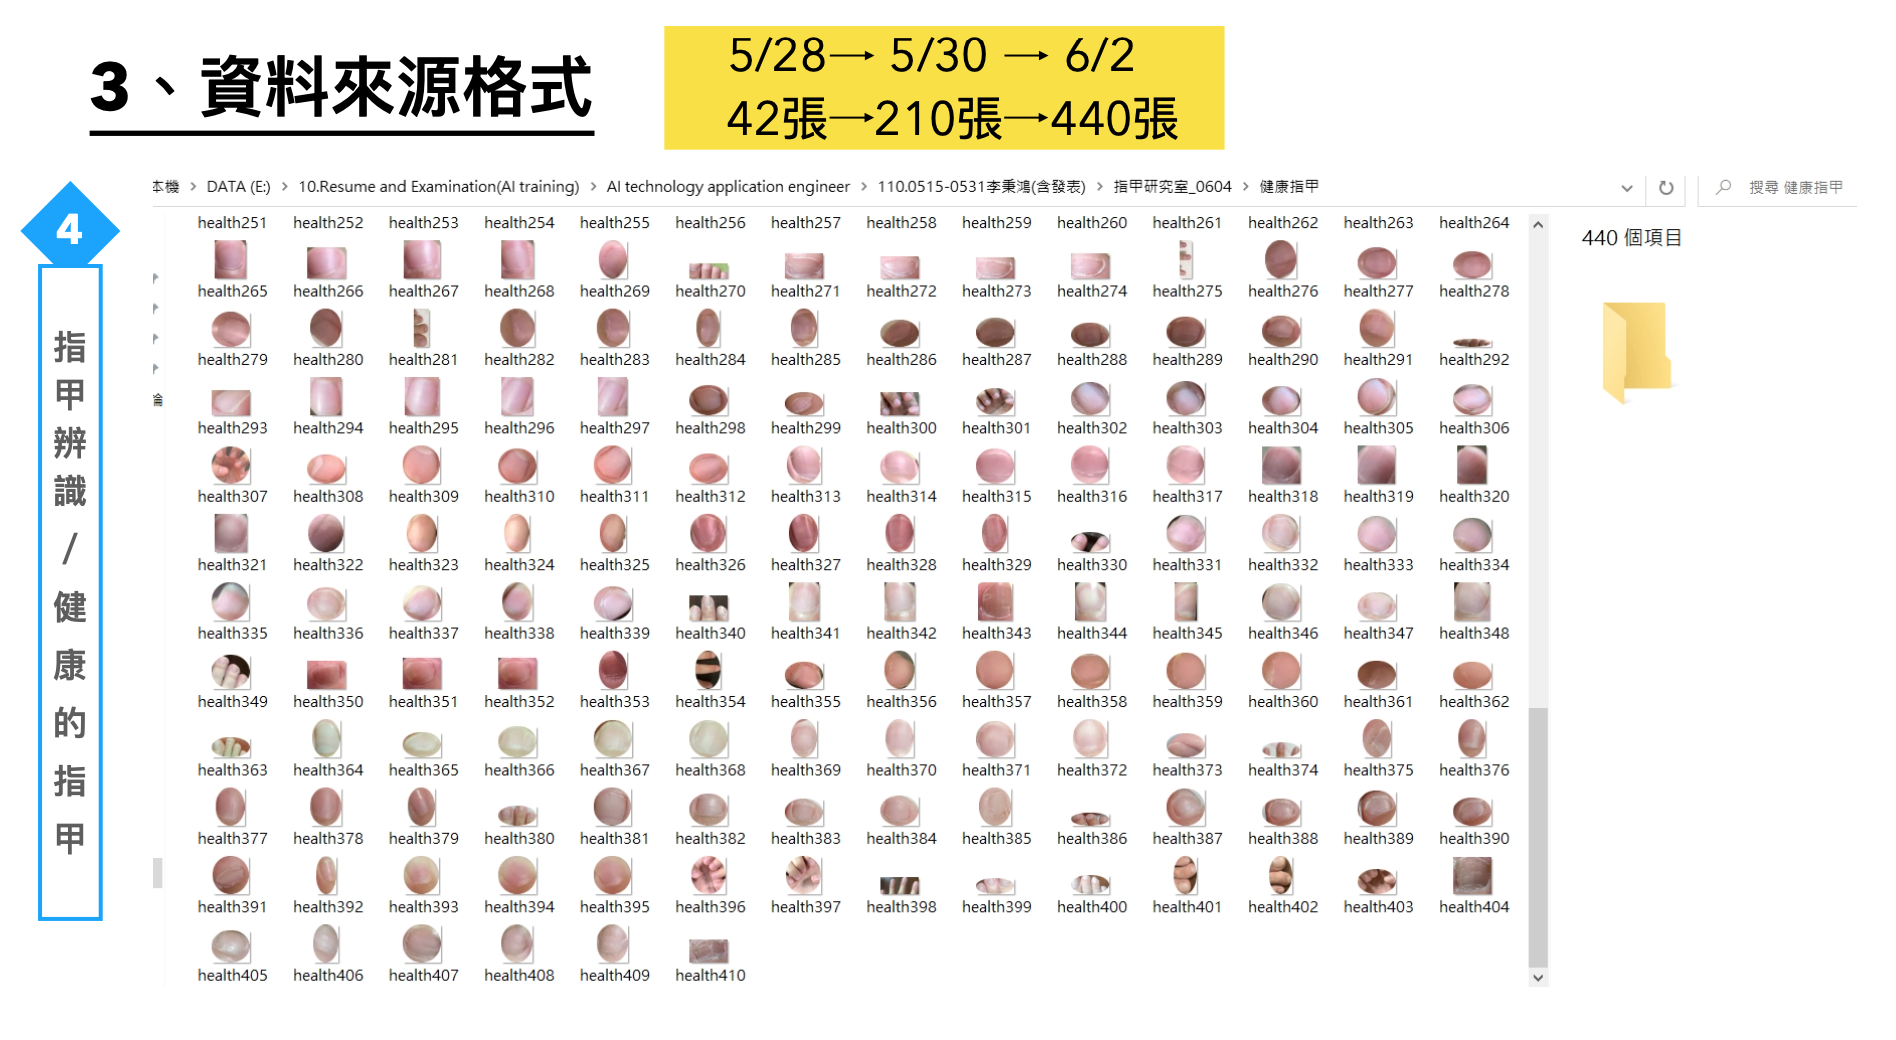 3、資料來源格式
5/28→ 5/30 → 6/2
42張→210張→440張
4
指甲辨識/健康的指甲
本機 > DATA (E:) > 10.Resume and Examination(AI training) > AI technology application engineer > 110.0515-0531李秉鴻(含發表) > 指甲研究室_0604 > 健康指甲
搜尋 健康指甲
440 個項目
health251 health252 health253 health254 health255 health256 health257 health258 health259 health260 health261 health262 health263 health264
health265 health266 health267 health268 health269 health270 health271 health272 health273 health274 health275 health276 health277 health278
health279 health280 health281 health282 health283 health284 health285 health286 health287 health288 health289 health290 health291 health292
health293 health294 health295 health296 health297 health298 health299 health300 health301 health302 health303 health304 health305 health306
health307 health308 health309 health310 health311 health312 health313 health314 health315 health316 health317 health318 health319 health320
health321 health322 health323 health324 health325 health326 health327 health328 health329 health330 health331 health332 health333 health334
health335 health336 health337 health338 health339 health340 health341 health342 health343 health344 health345 health346 health347 health348
health349 health350 health351 health352 health353 health354 health355 health356 health357 health358 health359 health360 health361 health362
health363 health364 health365 health366 health367 health368 health369 health370 health371 health372 health373 health374 health375 health376
health377 health378 health379 health380 health381 health382 health383 health384 health385 health386 health387 health388 health389 health390
health391 health392 health393 health394 health395 health396 health397 health398 health399 health400 health401 health402 health403 health404
health405 health406 health407 health408 health409 health410